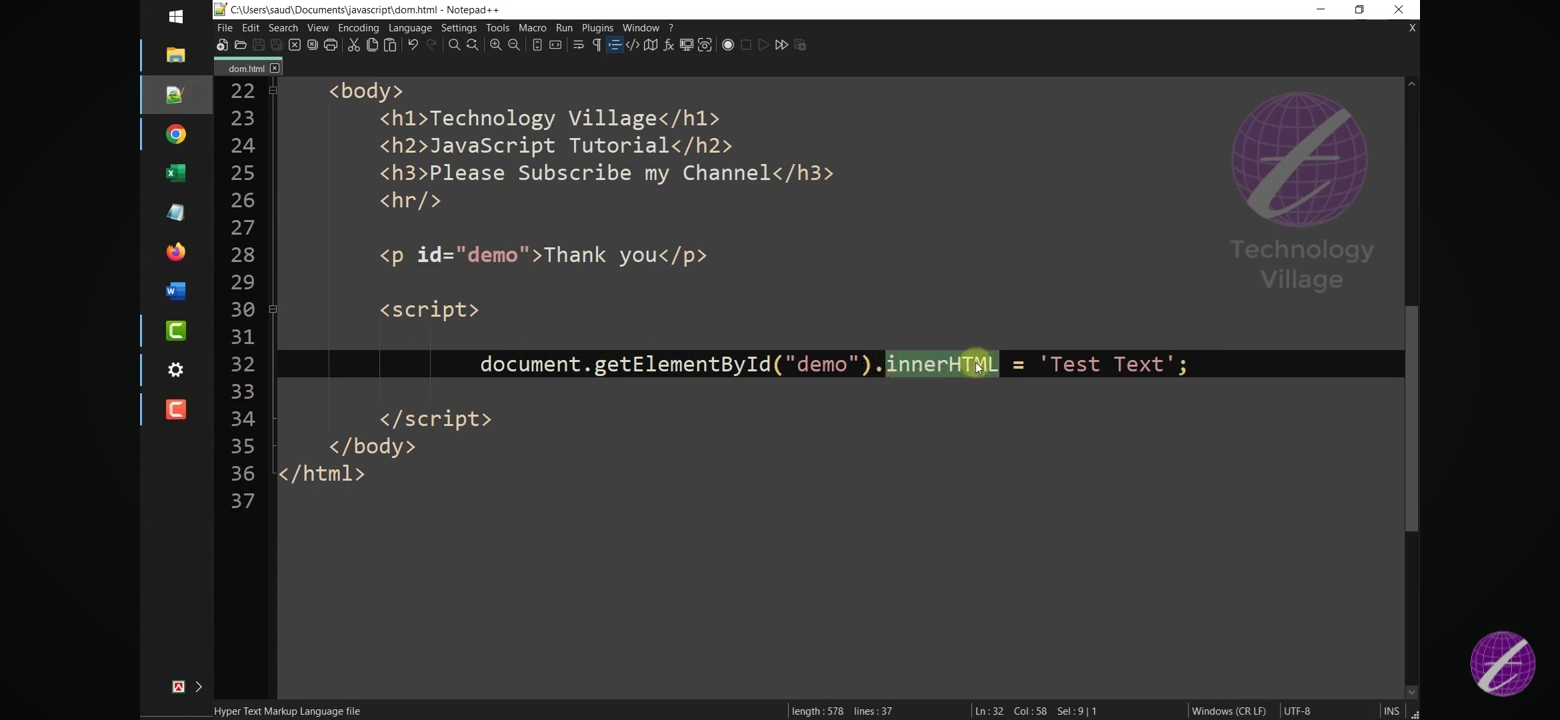 C:\Users\saud\Documents\javascript\dom.html - Notepad++
File Edit Search View Encoding Language Settings Tools Macro Run Plugins Window ? X
dom.html
22 <body>
23 <h1>Technology Village</h1>
24 <h2>JavaScript Tutorial</h2>
25 <h3>Please Subscribe my Channel</h3>
26 <hr/>
27
28 <p id="demo">Thank you</p>
29
30 <script>
31
32 document.getElementById("demo").innerHTML = 'Test Text';
33
34 </script>
35 </body>
36 </html>
37
Technology
Village
Hyper Text Markup Language file length : 578 lines : 37 Ln : 32 Col : 58 Sel : 9 | 1 Windows (CR LF) UTF-8 INS